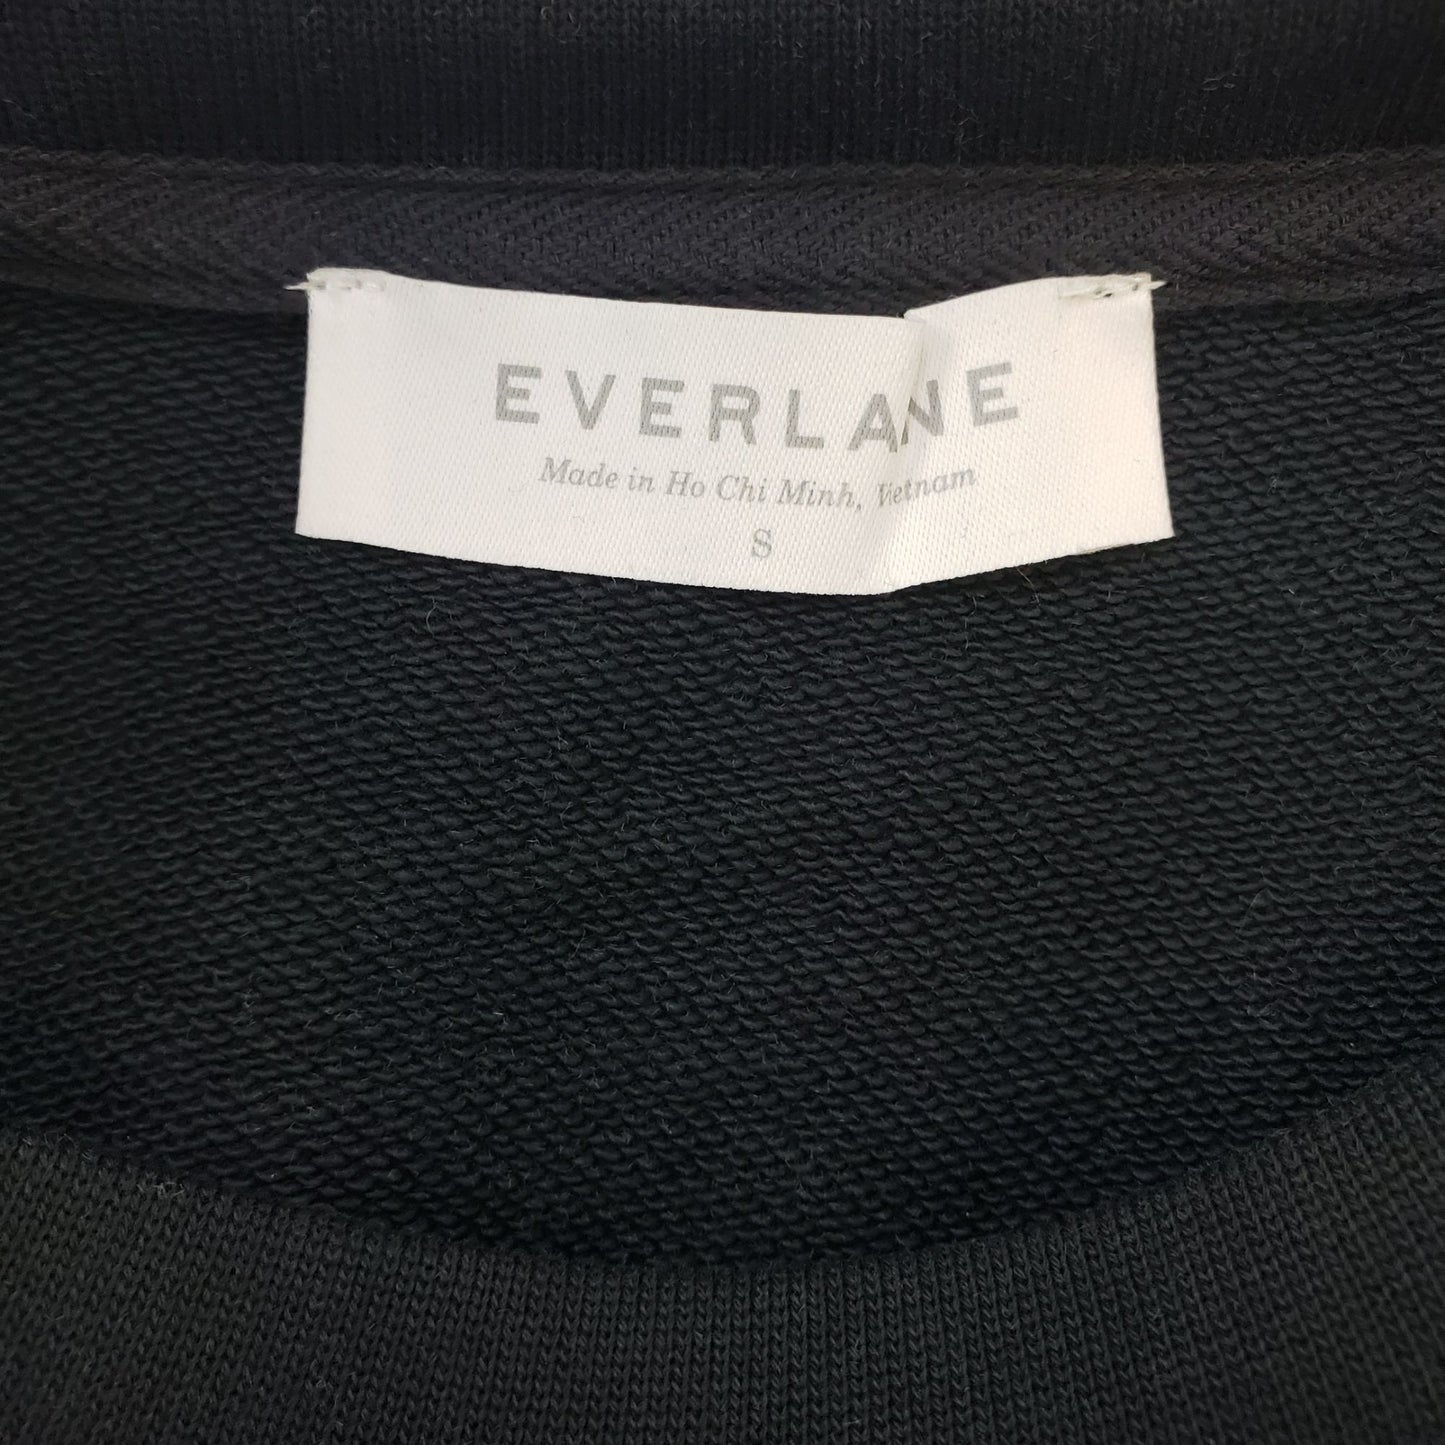 EVERLANE
Made in Ho Chi Minh, Vietnam
S